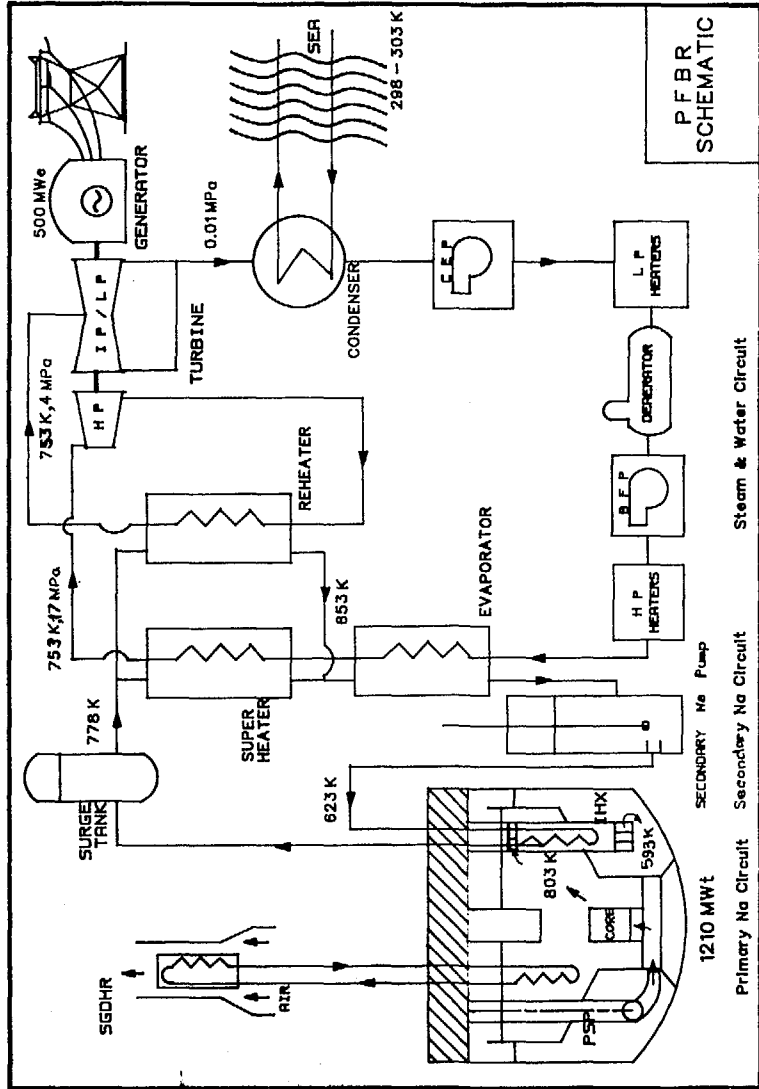 SGDHR
AIR
SURGE
TANK
778 K
753K,17 MPa
753 K, 4 MPa
500 MWe
GENERATOR
HP
IP/LP
TURBINE
SUPER
HEATER
REHEATER
853 K
EVAPORATOR
0.01 MPa
CONDENSER
SEA
298 – 303 K
CEP
LP
HEATERS
DEAERATOR
BFP
HP
HEATERS
623 K
803 K
IHX
593K
CORE
PSP
1210 MWt
SECONDARY Na Pump
Primary Na Circuit
Secondary Na Circuit
Steam & Water Circuit
PFBR
SCHEMATIC